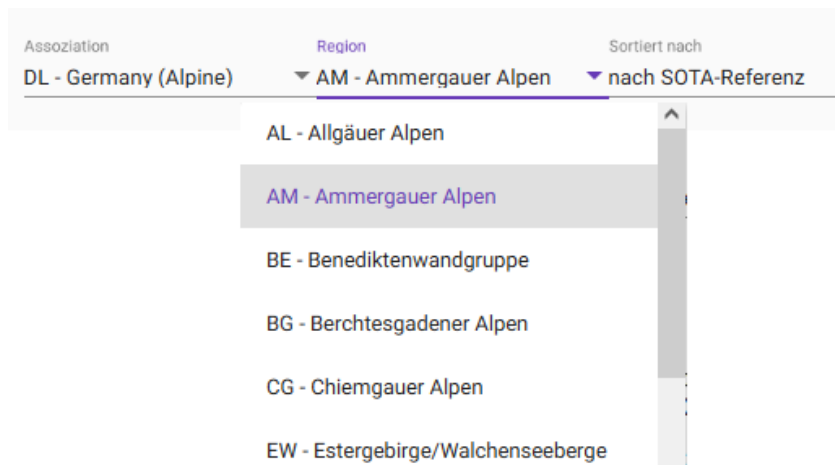 Assoziation Region Sortiert nach
DL - Germany (Alpine) AM - Ammergauer Alpen nach SOTA-Referenz
AL - Allgäuer Alpen
AM - Ammergauer Alpen
BE - Benediktenwandgruppe
BG - Berchtesgadener Alpen
CG - Chiemgauer Alpen
EW - Estergebirge/Walchenseeberge